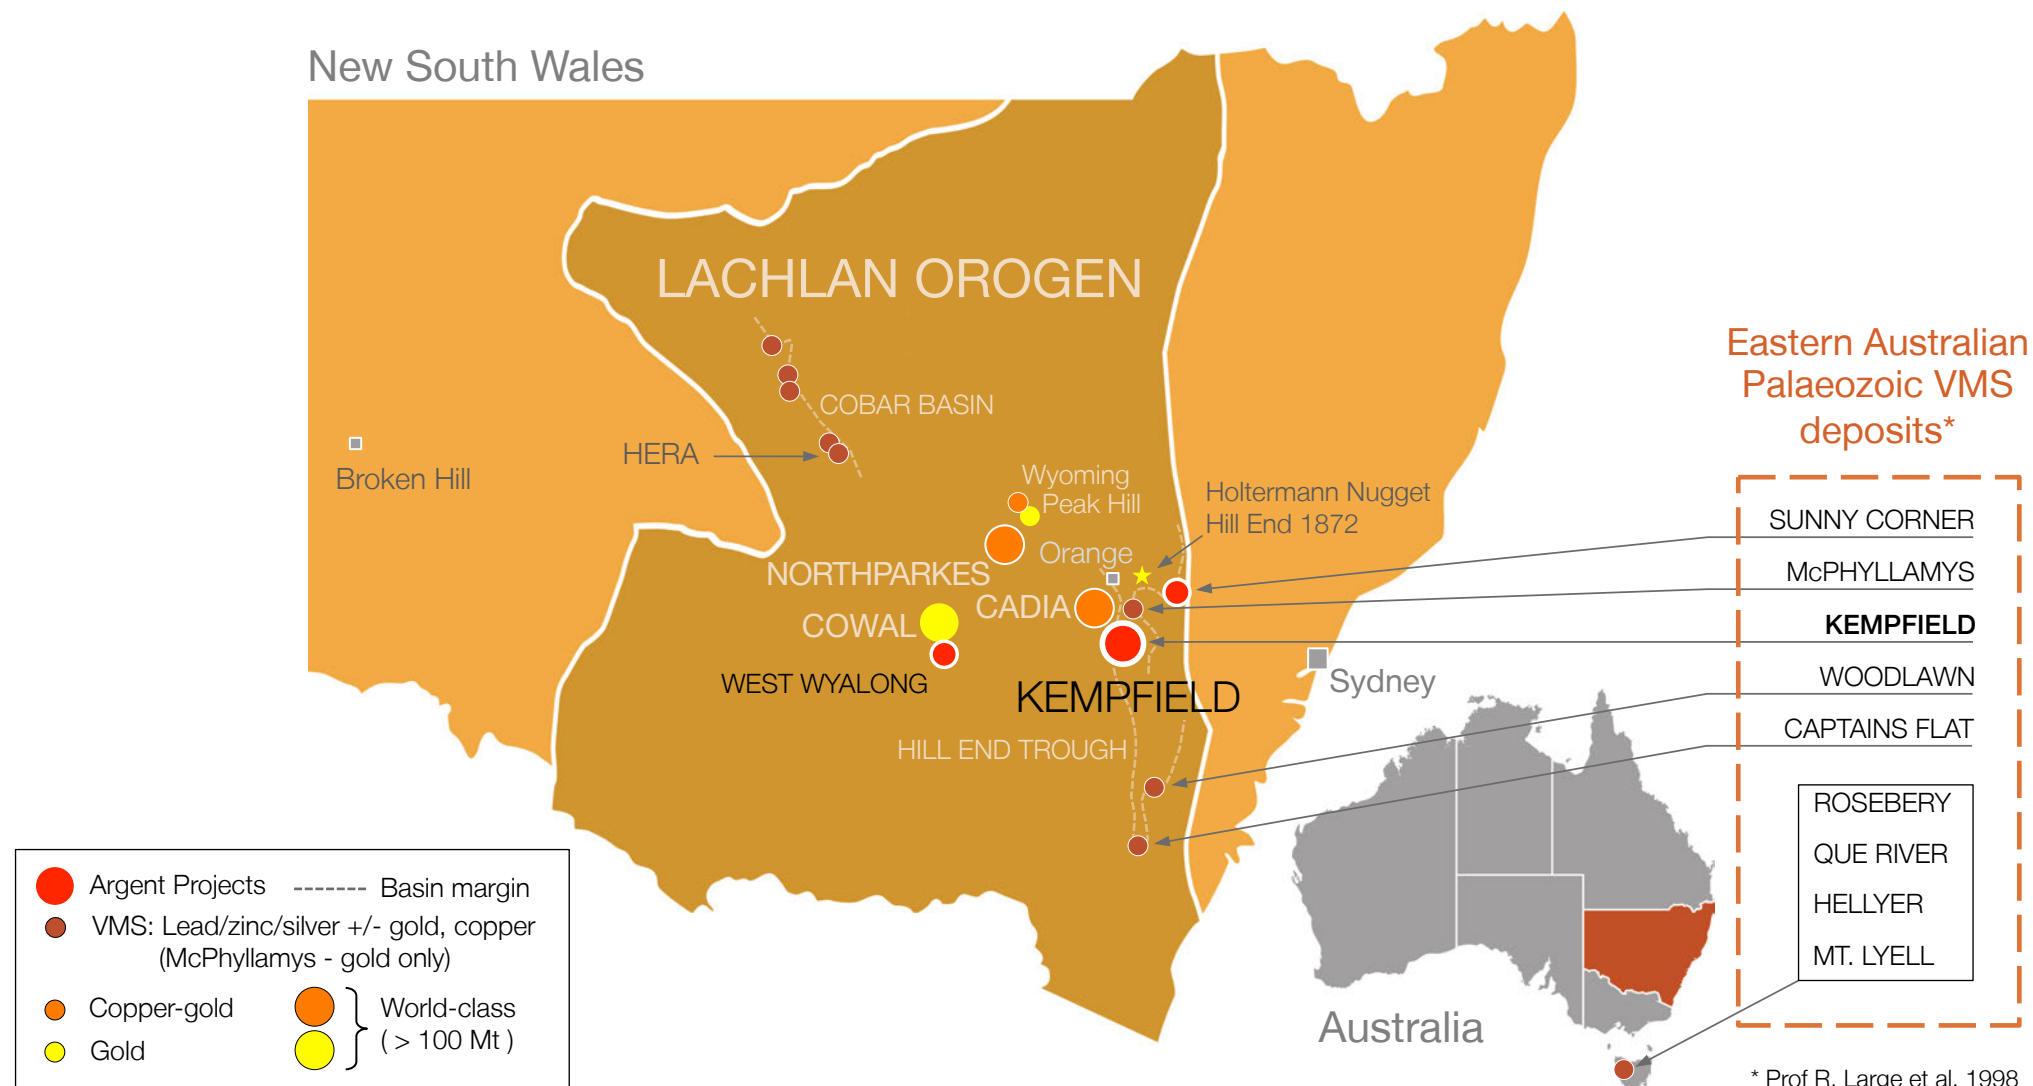 New South Wales
LACHLAN OROGEN
COBAR BASIN
HERA
Broken Hill
Wyoming
Peak Hill
Holtermann Nugget
Hill End 1872
Orange
NORTHPARKES
CADIA
COWAL
WEST WYALONG
KEMPFIELD
Sydney
HILL END TROUGH
Eastern Australian
Palaeozoic VMS
deposits*
SUNNY CORNER
McPHYLLAMYS
KEMPFIELD
WOODLAWN
CAPTAINS FLAT
ROSEBERY
QUE RIVER
HELLYER
MT. LYELL
Australia
* Prof R. Large et al. 1998
Argent Projects
Basin margin
VMS: Lead/zinc/silver +/- gold, copper
(McPhyllamys - gold only)
Copper-gold
Gold
World-class
( > 100 Mt )